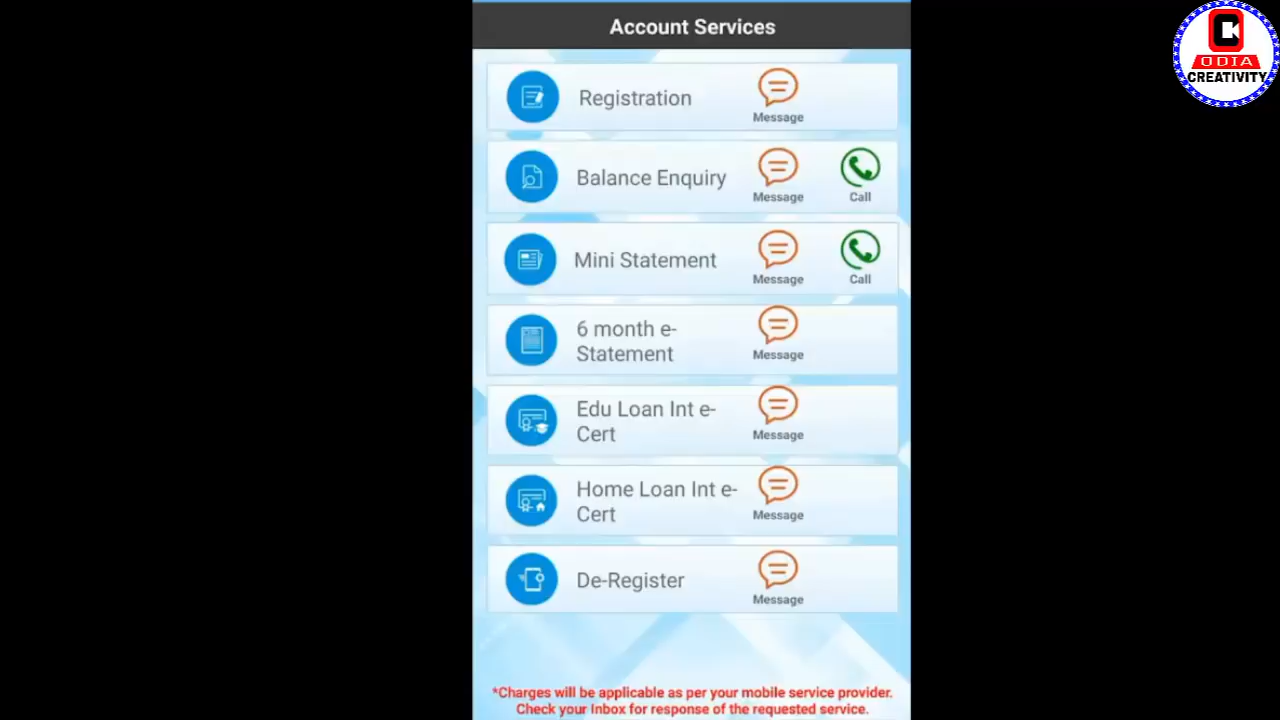 Account Services
Registration
Message
Balance Enquiry
Message
Call
Mini Statement
Message
Call
6 month e-
Statement
Message
Edu Loan Int e-
Cert
Message
Home Loan Int e-
Cert
Message
De-Register
Message
*Charges will be applicable as per your mobile service provider.
Check your Inbox for response of the requested service.
ODIA
CREATIVITY